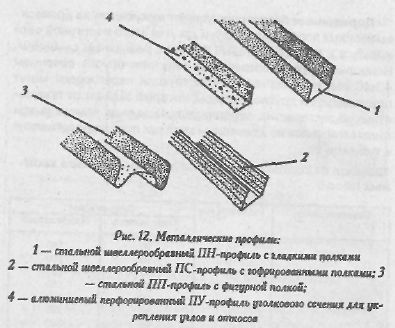 4
1
3
2
Рис. 12. Металлические профили:
1 — стальной швеллерообразный ПН-профиль с гладкими полками
2 — стальной швеллерообразный ПС-профиль с гофрированными полками; 3
— стальной ПП-профиль с фигурной полкой;
4 — алюминиевый перфорированный ПУ-профиль уголкового сечения для ук-
репления углов и откосов